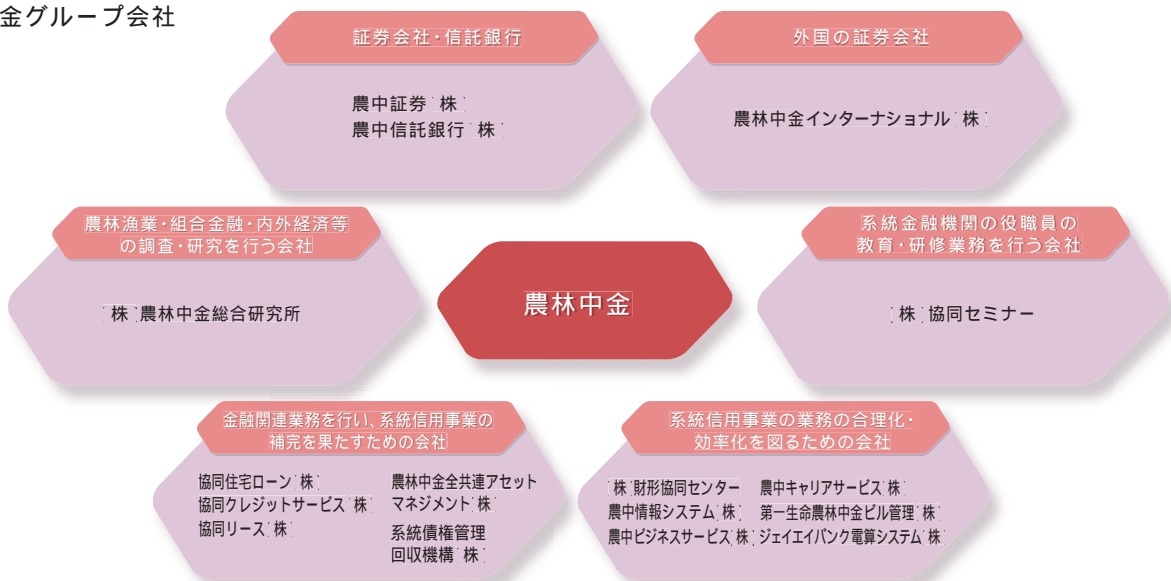 金グループ会社
証券会社・信託銀行
農中証券(株)
農中信託銀行(株)
外国の証券会社
農林中金インターナショナル(株)
農林漁業・組合金融・内外経済等
の調査・研究を行う会社
(株)農林中金総合研究所
農林中金
系統金融機関の役職員の
教育・研修業務を行う会社
(株)協同セミナー
金融関連業務を行い、系統信用事業の
補完を果たすための会社
協同住宅ローン(株)
協同クレジットサービス(株)
協同リース(株)
農林中金全共連アセット
マネジメント(株)
系統債権管理
回収機構(株)
系統信用事業の業務の合理化・
効率化を図るための会社
(株)財形協同センター
農中情報システム(株)
農中ビジネスサービス(株)
農中キャリアサービス(株)
第一生命農林中金ビル管理(株)
ジェイエイバンク電算システム(株)